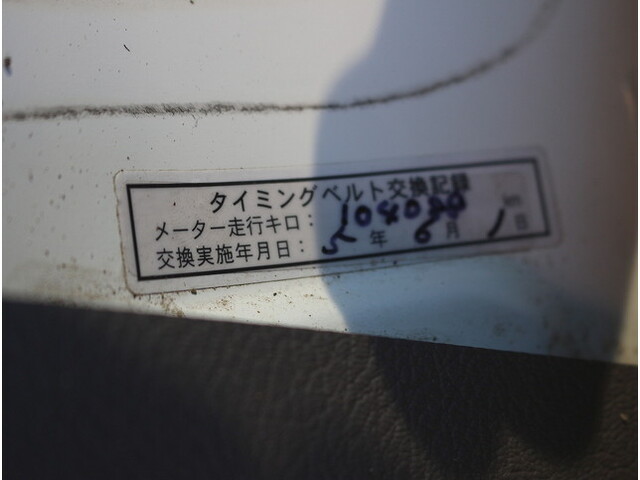 タイミングベルト交換記録
メーター走行キロ： 104000 km
交換実施年月日： 5年 6月 1日